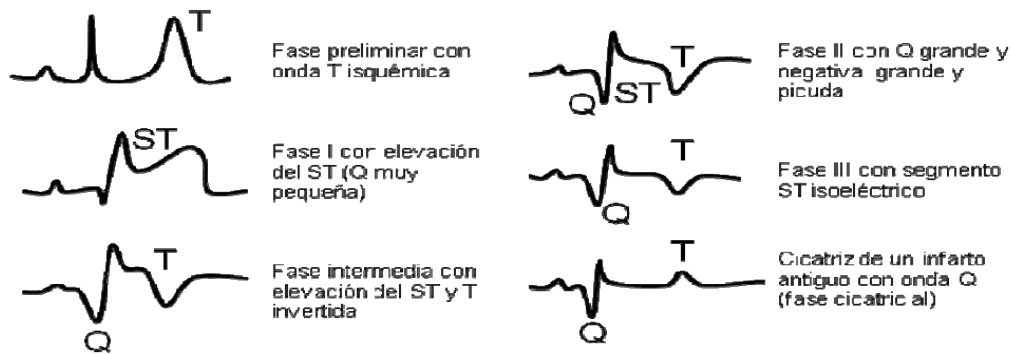 T
Fase preliminar con
onda T isquémica
ST
Fase I con elevación
del ST (Q muy
pequeña)
T
Q
Fase intermedia con
elevación del ST y T
invertida
T
Q
ST
Fase II con Q grande y
negativa grande y
picuda
T
Q
Fase III con segmento
ST isoeléctrico
T
Q
Cicatriz de un infarto
antiguo con onda Q
(fase cicatricial)